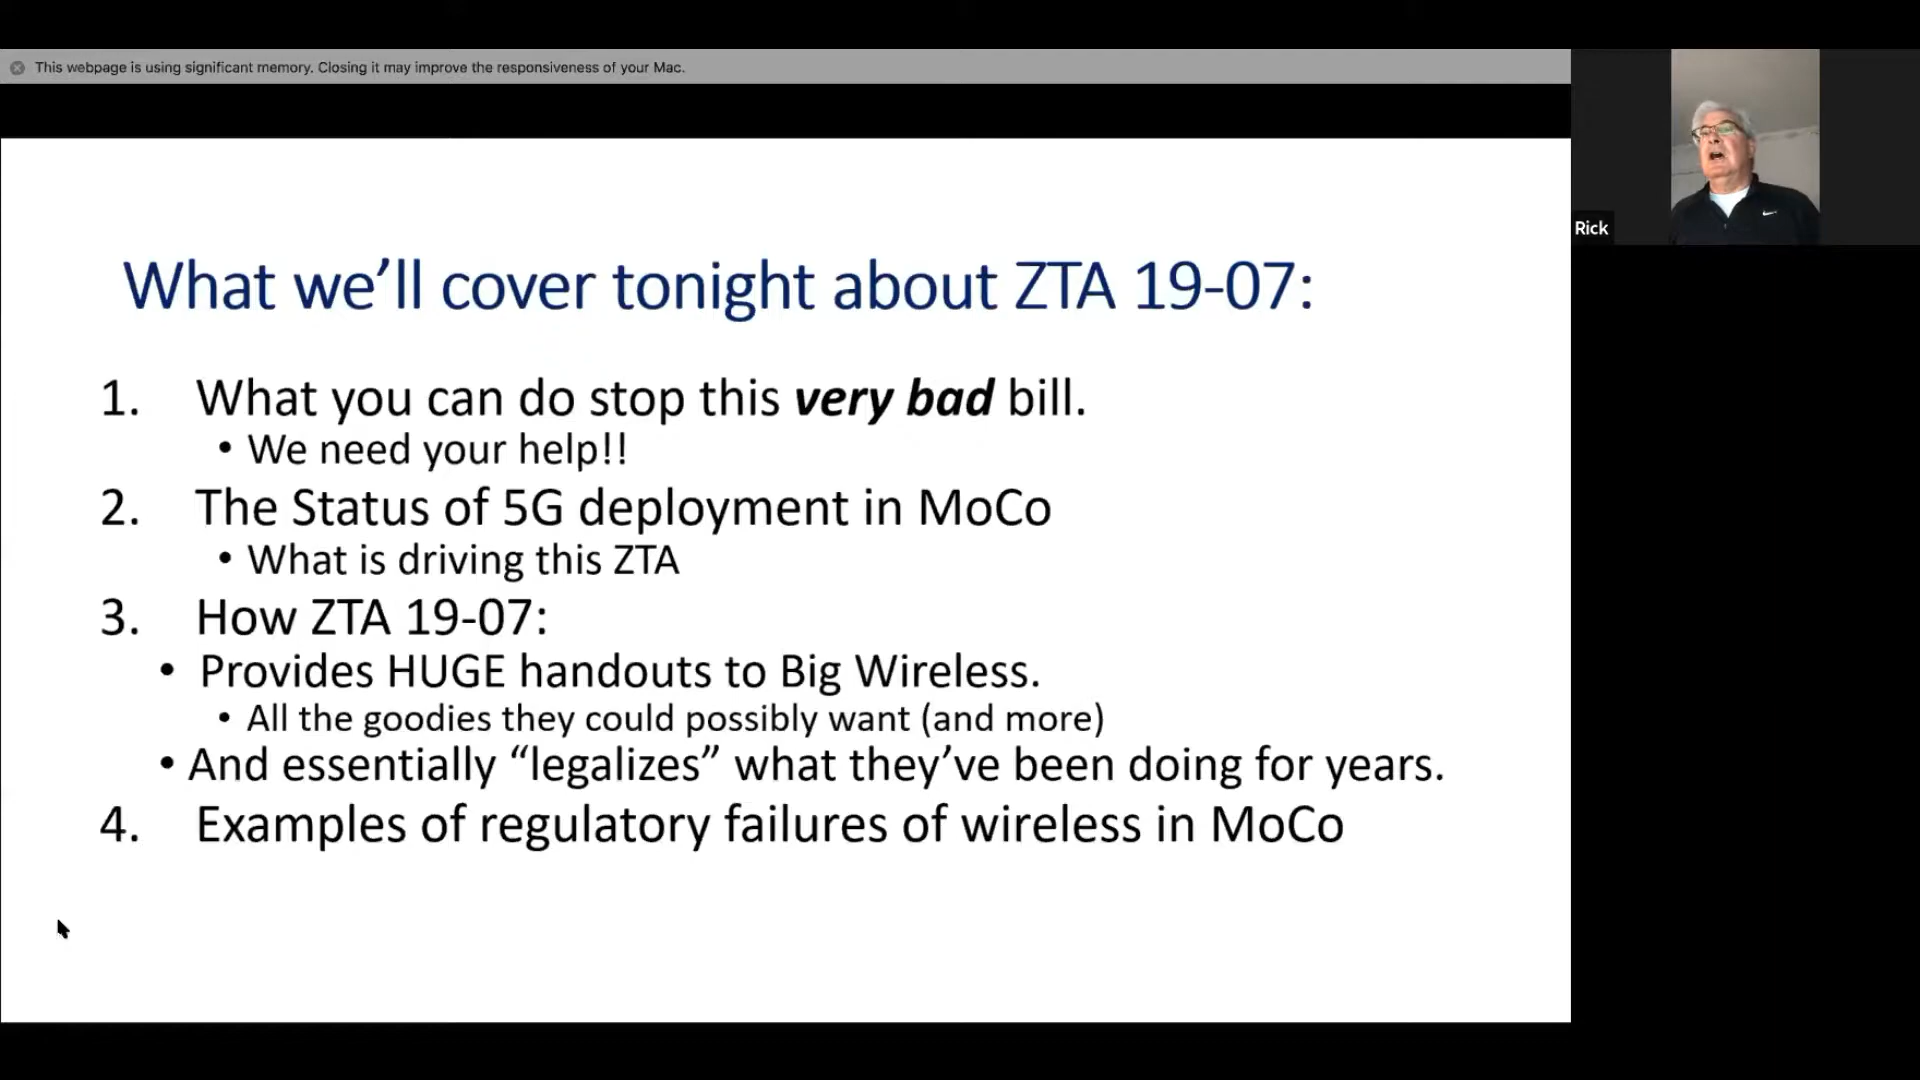 This webpage is using significant memory. Closing it may improve the responsiveness of your Mac.
Rick
What we’ll cover tonight about ZTA 19-07:
1. What you can do stop this very bad bill.
• We need your help!!
2. The Status of 5G deployment in MoCo
• What is driving this ZTA
3. How ZTA 19-07:
• Provides HUGE handouts to Big Wireless.
• All the goodies they could possibly want (and more)
• And essentially “legalizes” what they’ve been doing for years.
4. Examples of regulatory failures of wireless in MoCo